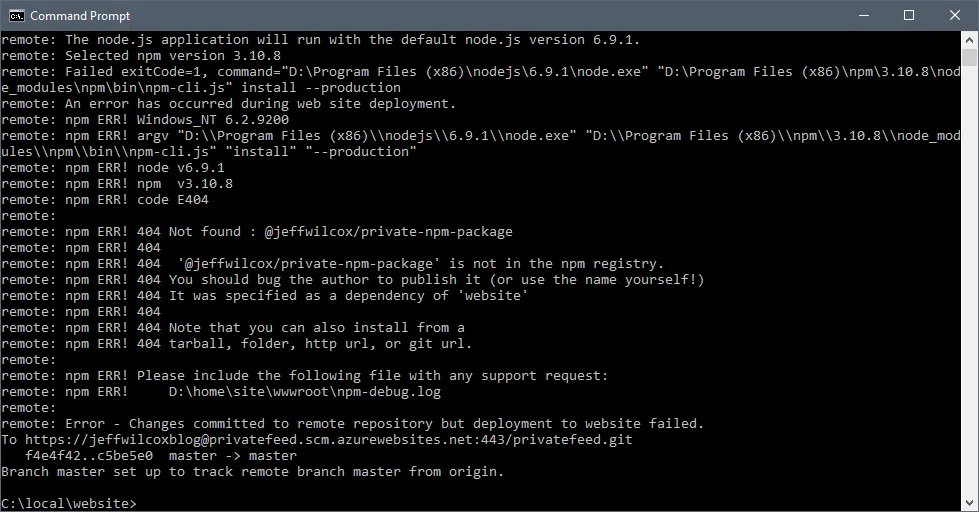 Command Prompt
remote: The node.js application will run with the default node.js version 6.9.1.
remote: Selected npm version 3.10.8
remote: Failed exitCode=1, command="D:\Program Files (x86)\nodejs\6.9.1\node.exe" "D:\Program Files (x86)\npm\3.10.8\nod
e_modules\npm\bin\npm-cli.js" install --production
remote: An error has occurred during web site deployment.
remote: npm ERR! Windows_NT 6.2.9200
remote: npm ERR! argv "D:\\Program Files (x86)\\nodejs\\6.9.1\\node.exe" "D:\\Program Files (x86)\\npm\\3.10.8\\node_mod
ules\\npm\\bin\\npm-cli.js" "install" "--production"
remote: npm ERR! node v6.9.1
remote: npm ERR! npm  v3.10.8
remote: npm ERR! code E404
remote:
remote: npm ERR! 404 Not found : @jeffwilcox/private-npm-package
remote: npm ERR! 404
remote: npm ERR! 404  '@jeffwilcox/private-npm-package' is not in the npm registry.
remote: npm ERR! 404 You should bug the author to publish it (or use the name yourself!)
remote: npm ERR! 404 It was specified as a dependency of 'website'
remote: npm ERR! 404
remote: npm ERR! 404 Note that you can also install from a
remote: npm ERR! 404 tarball, folder, http url, or git url.
remote:
remote: npm ERR! Please include the following file with any support request:
remote: npm ERR!     D:\home\site\wwwroot\npm-debug.log
remote:
remote: Error - Changes committed to remote repository but deployment to website failed.
To https://jeffwilcoxblog@privatefeed.scm.azurewebsites.net:443/privatefeed.git
   f4e4f42..c5be5e0  master -> master
Branch master set up to track remote branch master from origin.

C:\local\website>